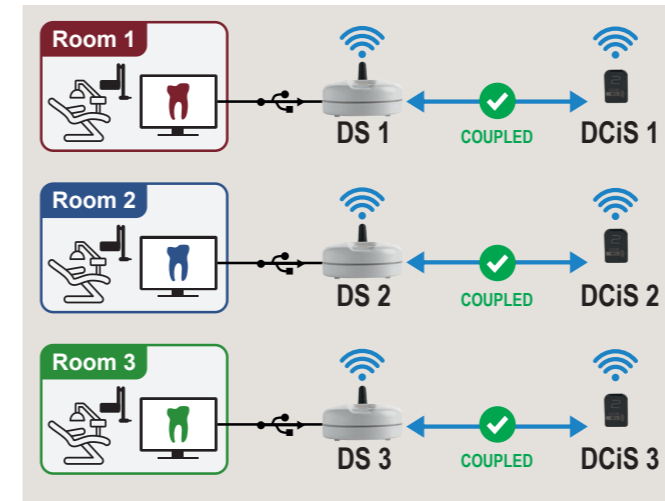 Room 1
DS 1
COUPLED
DCiS 1
Room 2
DS 2
COUPLED
DCiS 2
Room 3
DS 3
COUPLED
DCiS 3